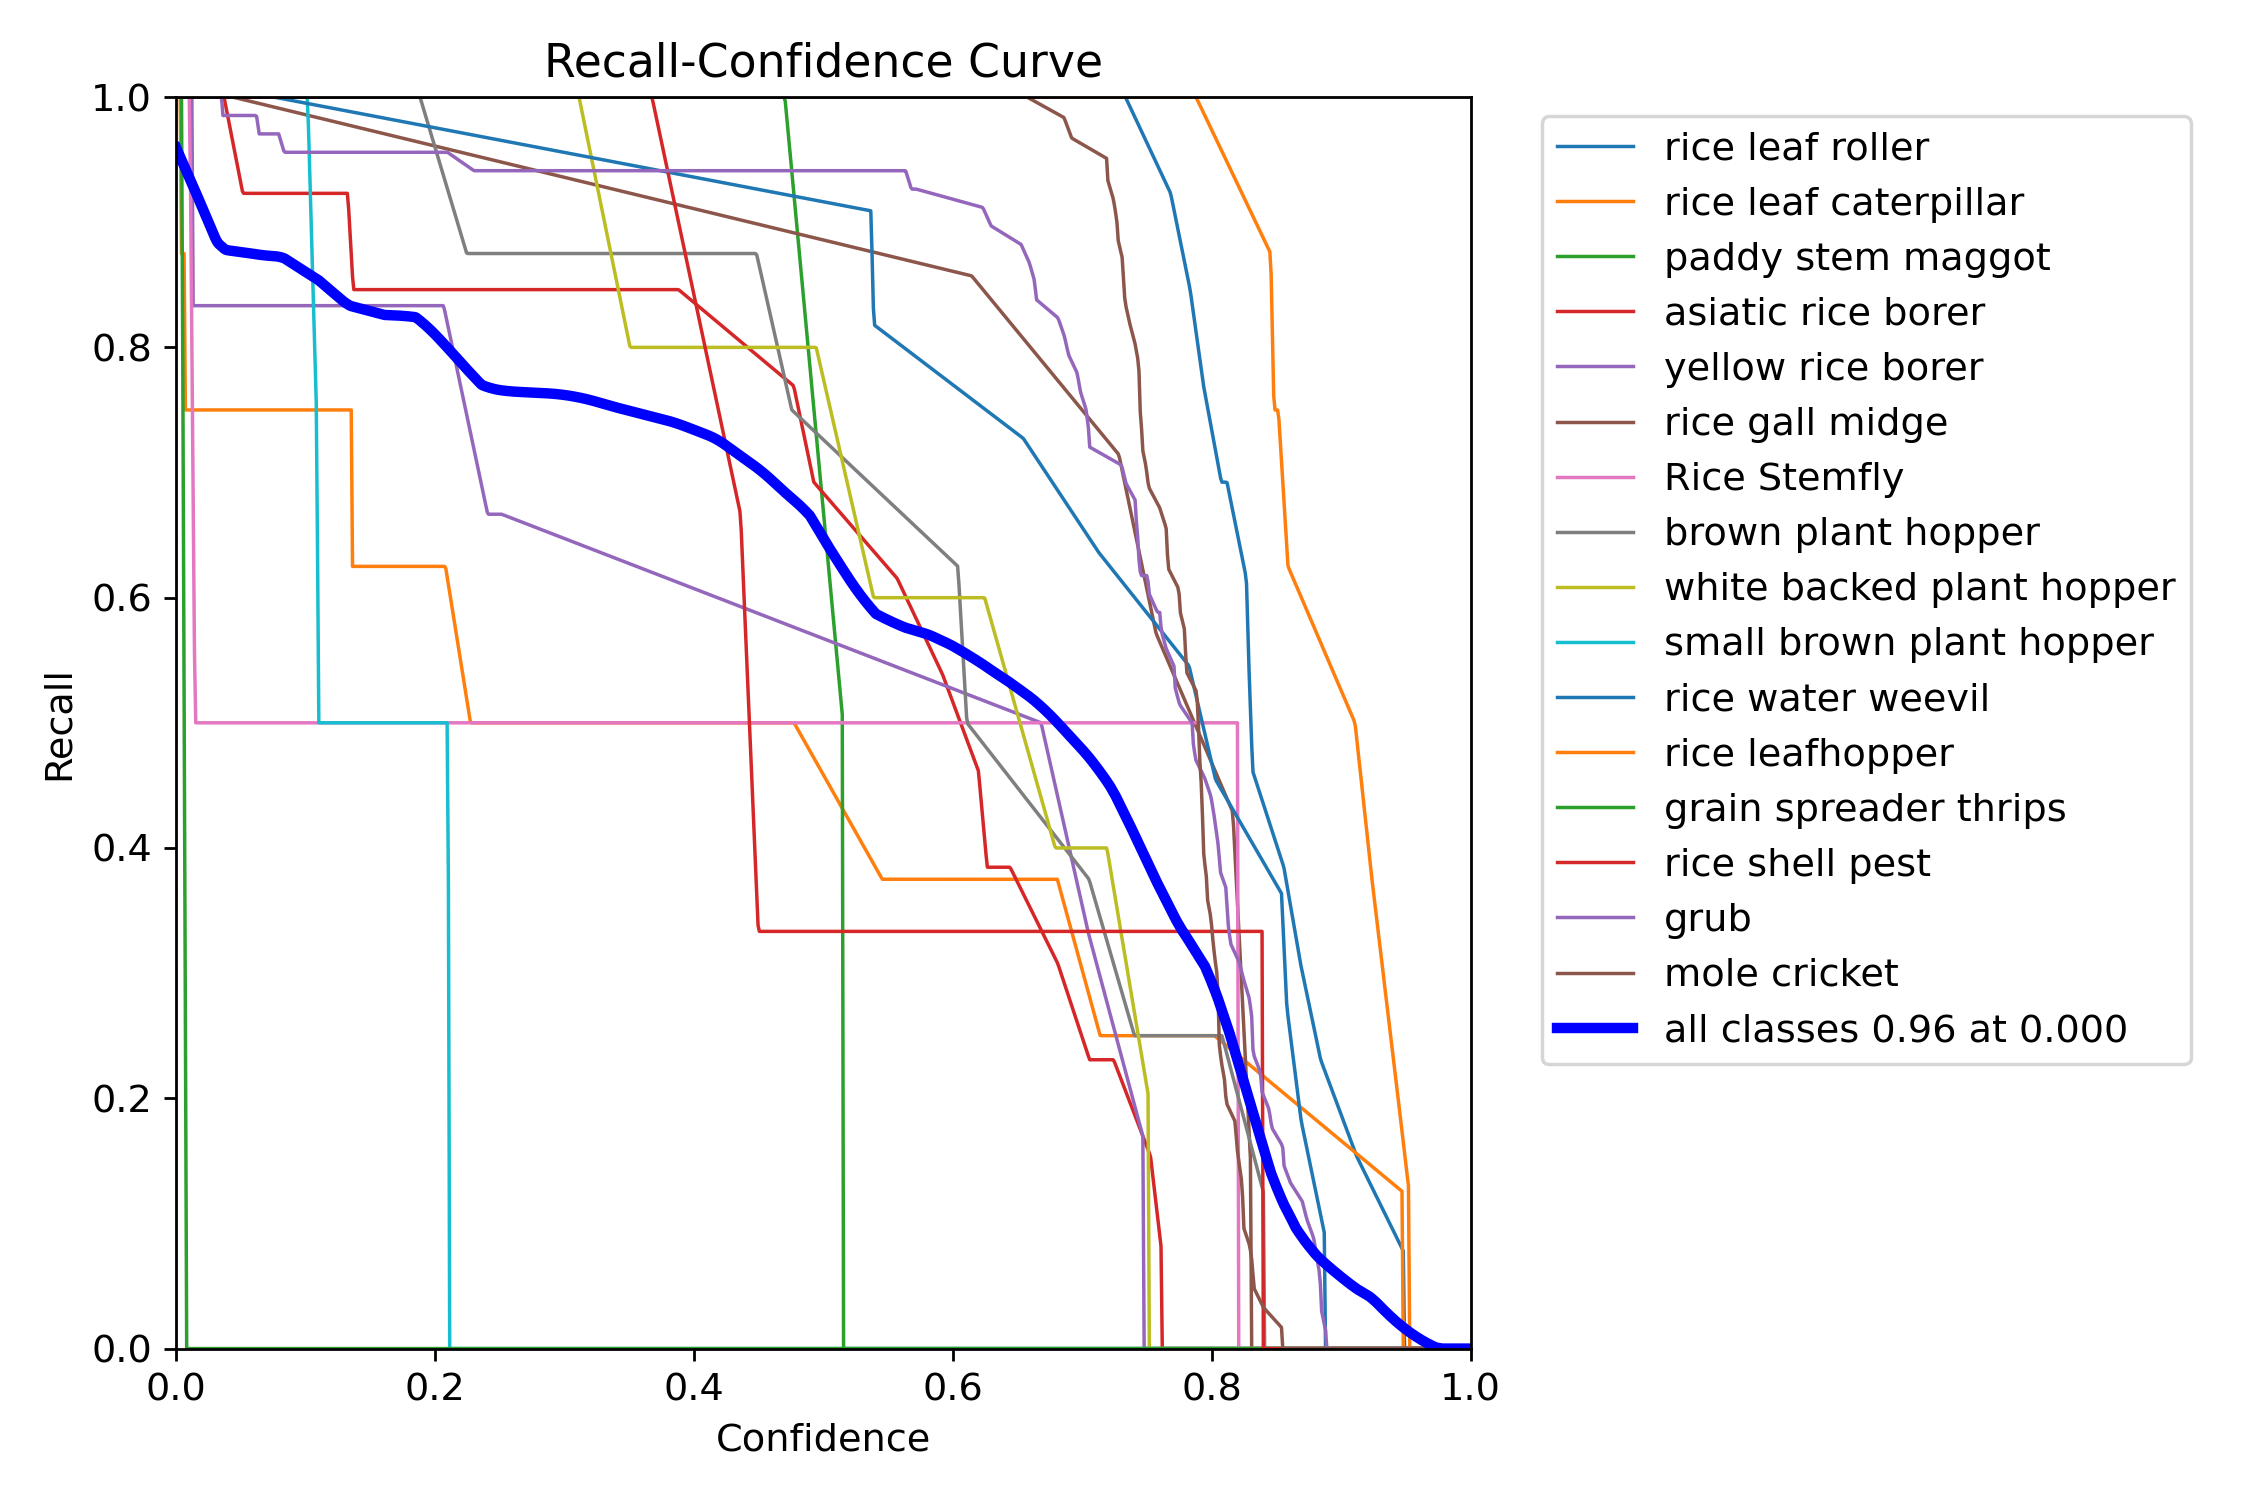 Recall-Confidence Curve
1.0
0.8
0.6
0.4
0.2
0.0
Recall
0.0 0.2 0.4 0.6 0.8 1.0
Confidence
rice leaf roller
rice leaf caterpillar
paddy stem maggot
asiatic rice borer
yellow rice borer
rice gall midge
Rice Stemfly
brown plant hopper
white backed plant hopper
small brown plant hopper
rice water weevil
rice leafhopper
grain spreader thrips
rice shell pest
grub
mole cricket
all classes 0.96 at 0.000